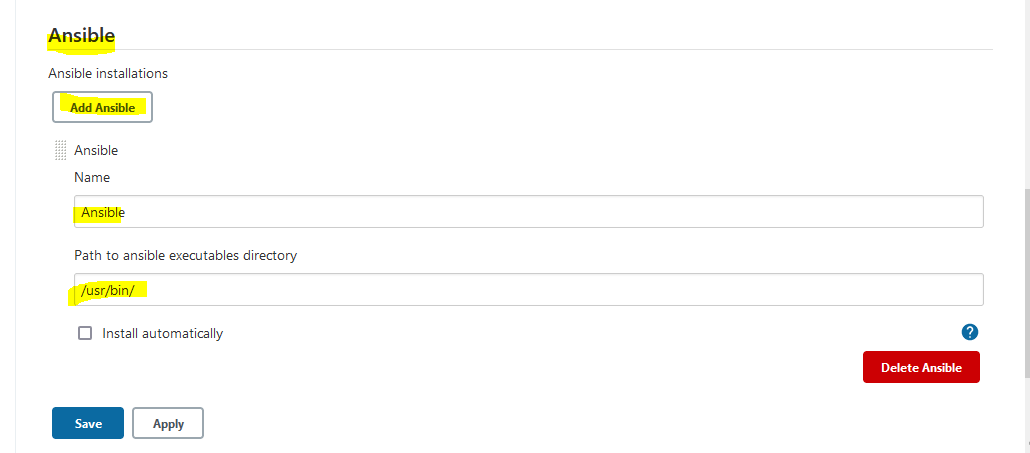 Ansible
Ansible installations
Add Ansible
Ansible
Name
Ansible
Path to ansible executables directory
/usr/bin/
Install automatically
?
Delete Ansible
Save
Apply